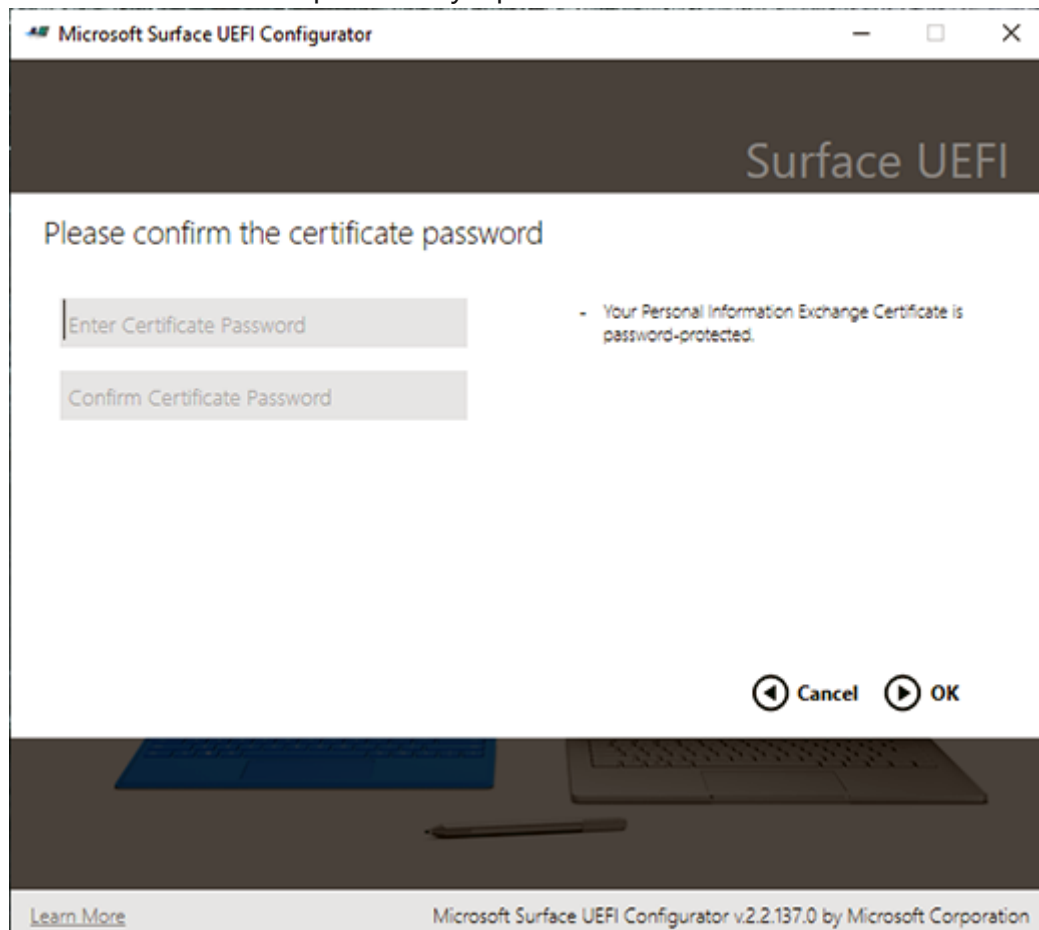 Microsoft Surface UEFI Configurator
Surface UEFI
Please confirm the certificate password
Enter Certificate Password
- Your Personal Information Exchange Certificate is
password-protected.
Confirm Certificate Password
Cancel OK
Learn More
Microsoft Surface UEFI Configurator v.2.2.137.0 by Microsoft Corporation